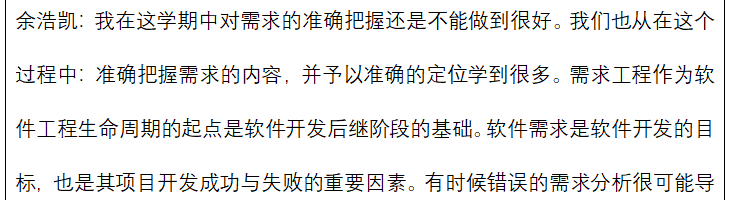 余浩凯：我在这学期中对需求的准确把握还是不能做到很好。我们也从在这个
过程中：准确把握需求的内容，并予以准确的定位学到很多。需求工程作为软
件工程生命周期的起点是软件开发后继阶段的基础。软件需求是软件开发的目
标，也是其项目开发成功与失败的重要因素。有时候错误的需求分析很可能导